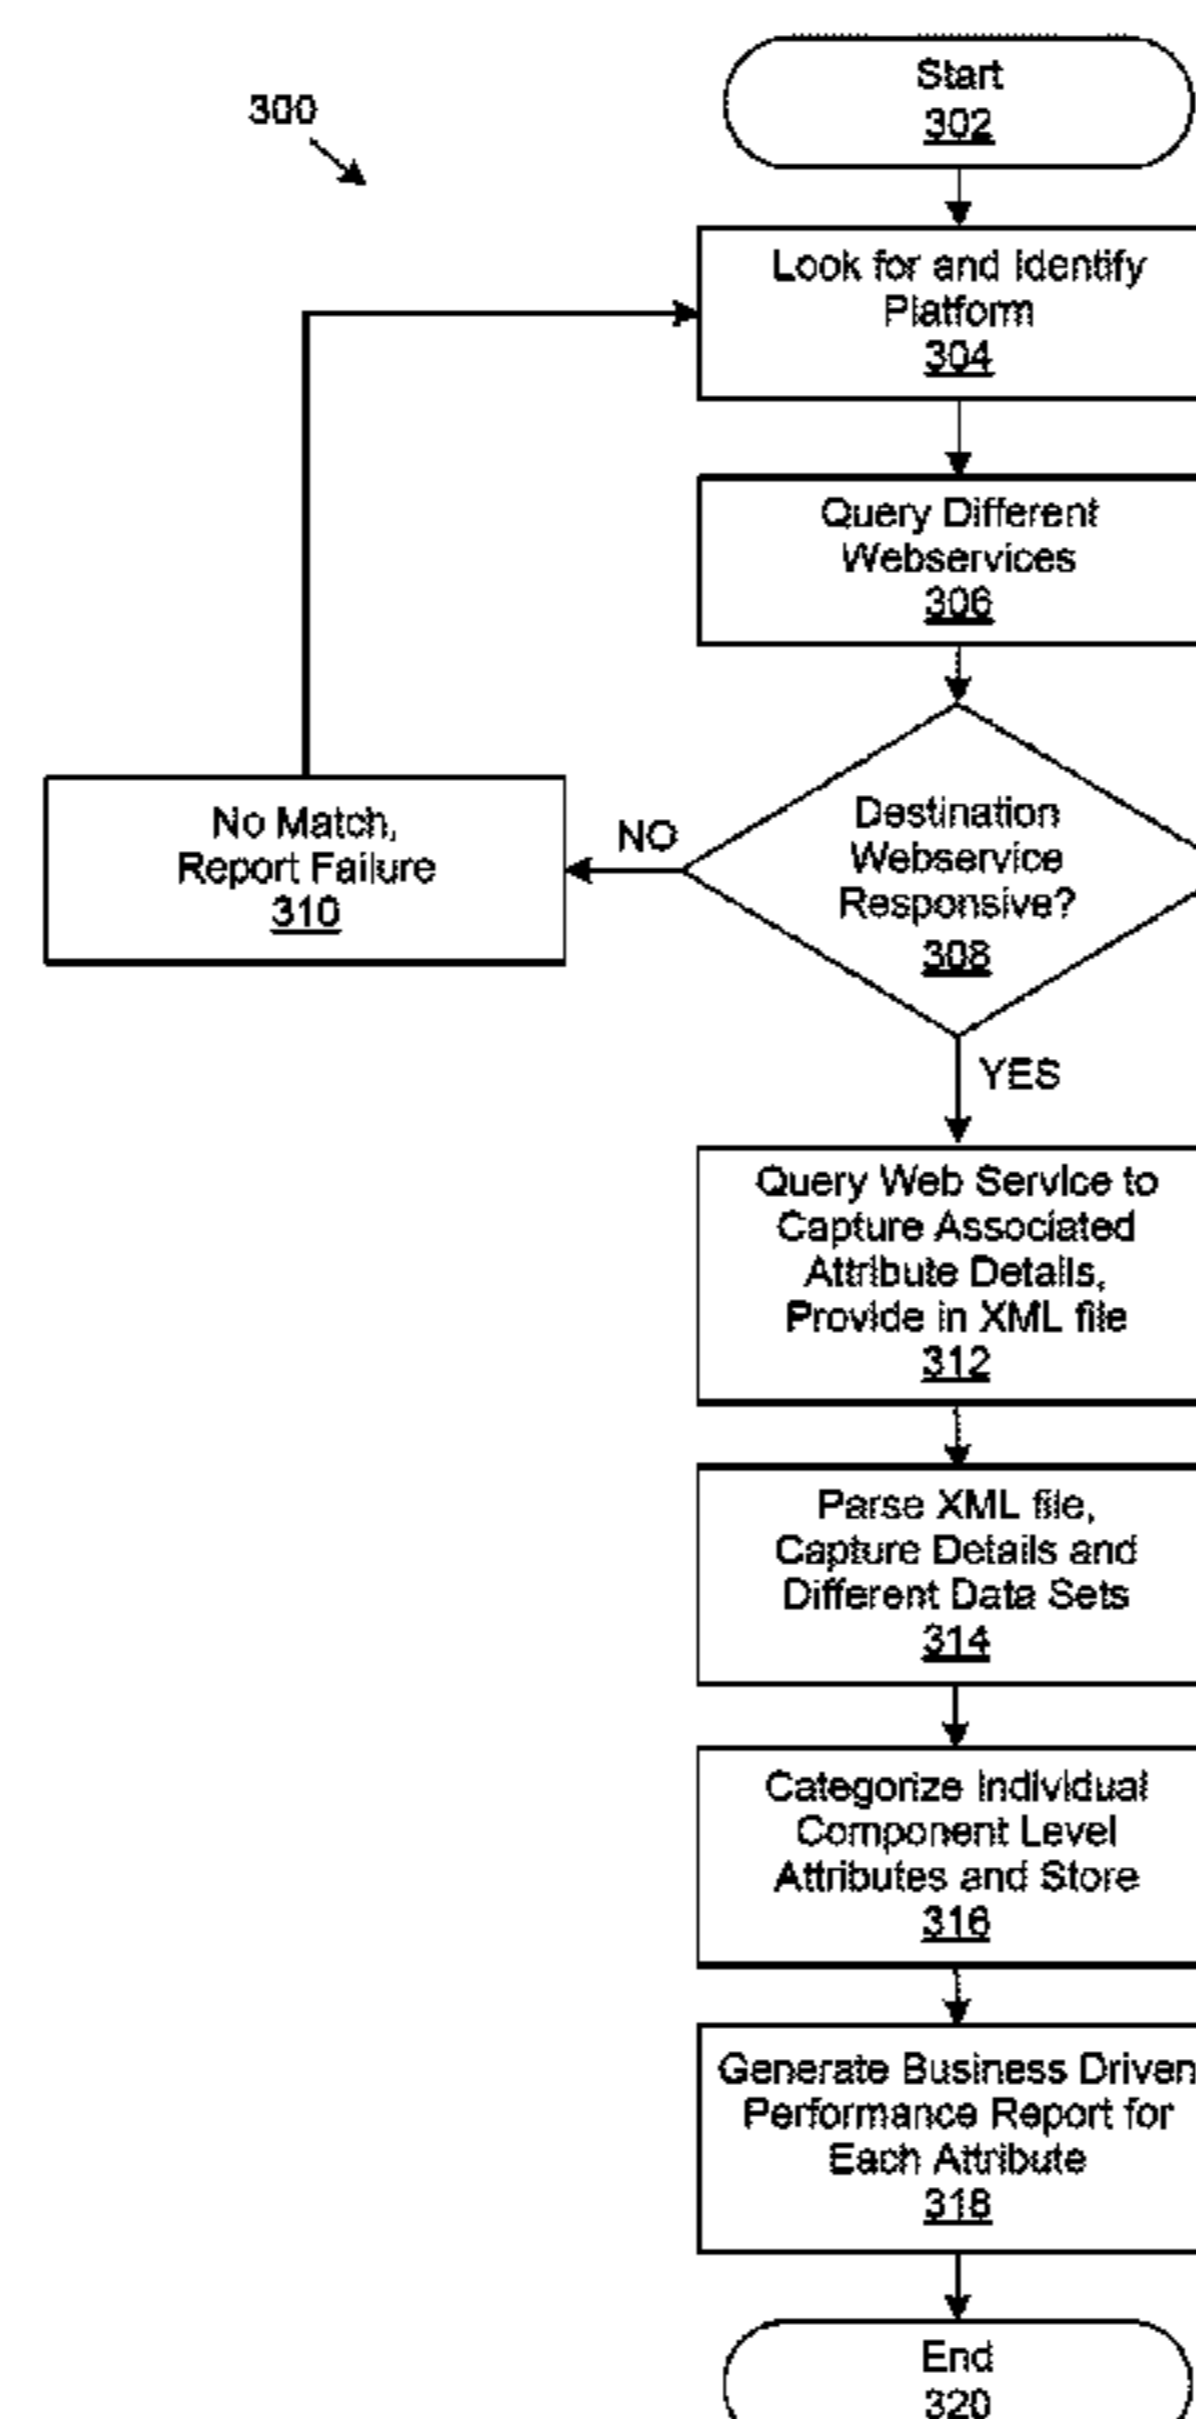 300
Start
302
Look for and Identify
Platform
304
Query Different
Webservices
306
Destination
Webservice
Responsive?
308
NO
No Match,
Report Failure
310
YES
Query Web Service to
Capture Associated
Attribute Details,
Provide in XML file
312
Parse XML file,
Capture Details and
Different Data Sets
314
Categorize Individual
Component Level
Attributes and Store
316
Generate Business Driven
Performance Report for
Each Attribute
318
End
320